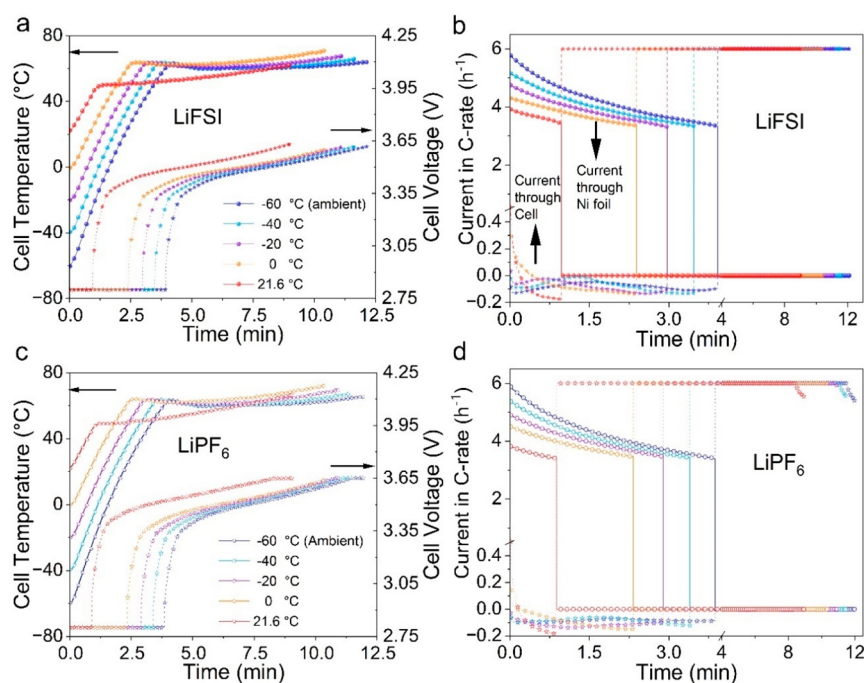 a
80
40
0
−40
−80
Cell Temperature (°C)
LiFSI
-60 °C (ambient)
-40 °C
-20 °C
0 °C
21.6 °C
4.25
3.95
3.65
3.35
3.05
2.75
Cell Voltage (V)
0.0 2.5 5.0 7.5 10.0 12.5
Time (min)
b
6
4
2
0.4
0.2
0.0
−0.2
Current in C-rate (h⁻¹)
LiFSI
Current
through
Cell
Current
through
Ni foil
0.0 1.5 3.0 4 8 12
Time (min)
c
80
40
0
−40
−80
Cell Temperature (°C)
LiPF₆
-60 °C (Ambient)
-40 °C
-20 °C
0 °C
21.6 °C
4.25
3.95
3.65
3.35
3.05
2.75
Cell Voltage (V)
0.0 2.5 5.0 7.5 10.0 12.5
Time (min)
d
6
4
2
0.4
0.2
0.0
−0.2
Current in C-rate (h⁻¹)
LiPF₆
0.0 1.5 3.0 4 8 12
Time (min)